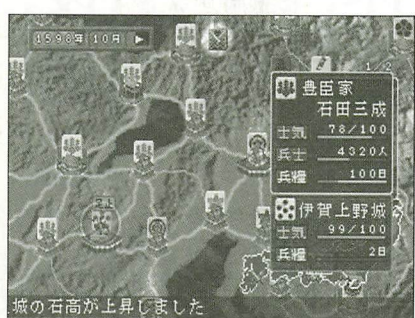 1598年 10月
1 2
豊臣家
石田三成
士気 78/100
兵士 4320人
兵糧 100日
伊賀上野城
士気 99/100
兵糧 2日
城の石高が上昇しました